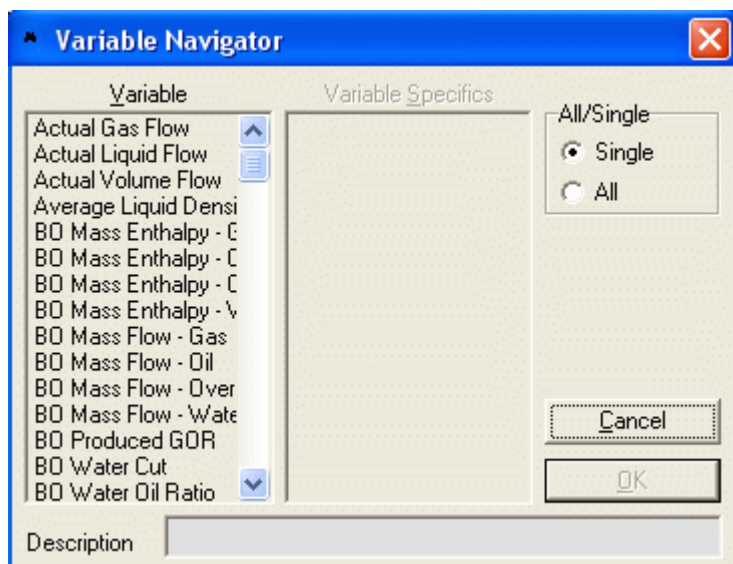 Variable Navigator
Variable
Variable Specifics
Actual Gas Flow
Actual Liquid Flow
Actual Volume Flow
Average Liquid Densi
BO Mass Enthalpy - G
BO Mass Enthalpy - C
BO Mass Enthalpy - C
BO Mass Enthalpy - V
BO Mass Flow - Gas
BO Mass Flow - Oil
BO Mass Flow - Over
BO Mass Flow - Wate
BO Produced GOR
BO Water Cut
BO Water Oil Ratio
All/Single
Single
All
Cancel
OK
Description